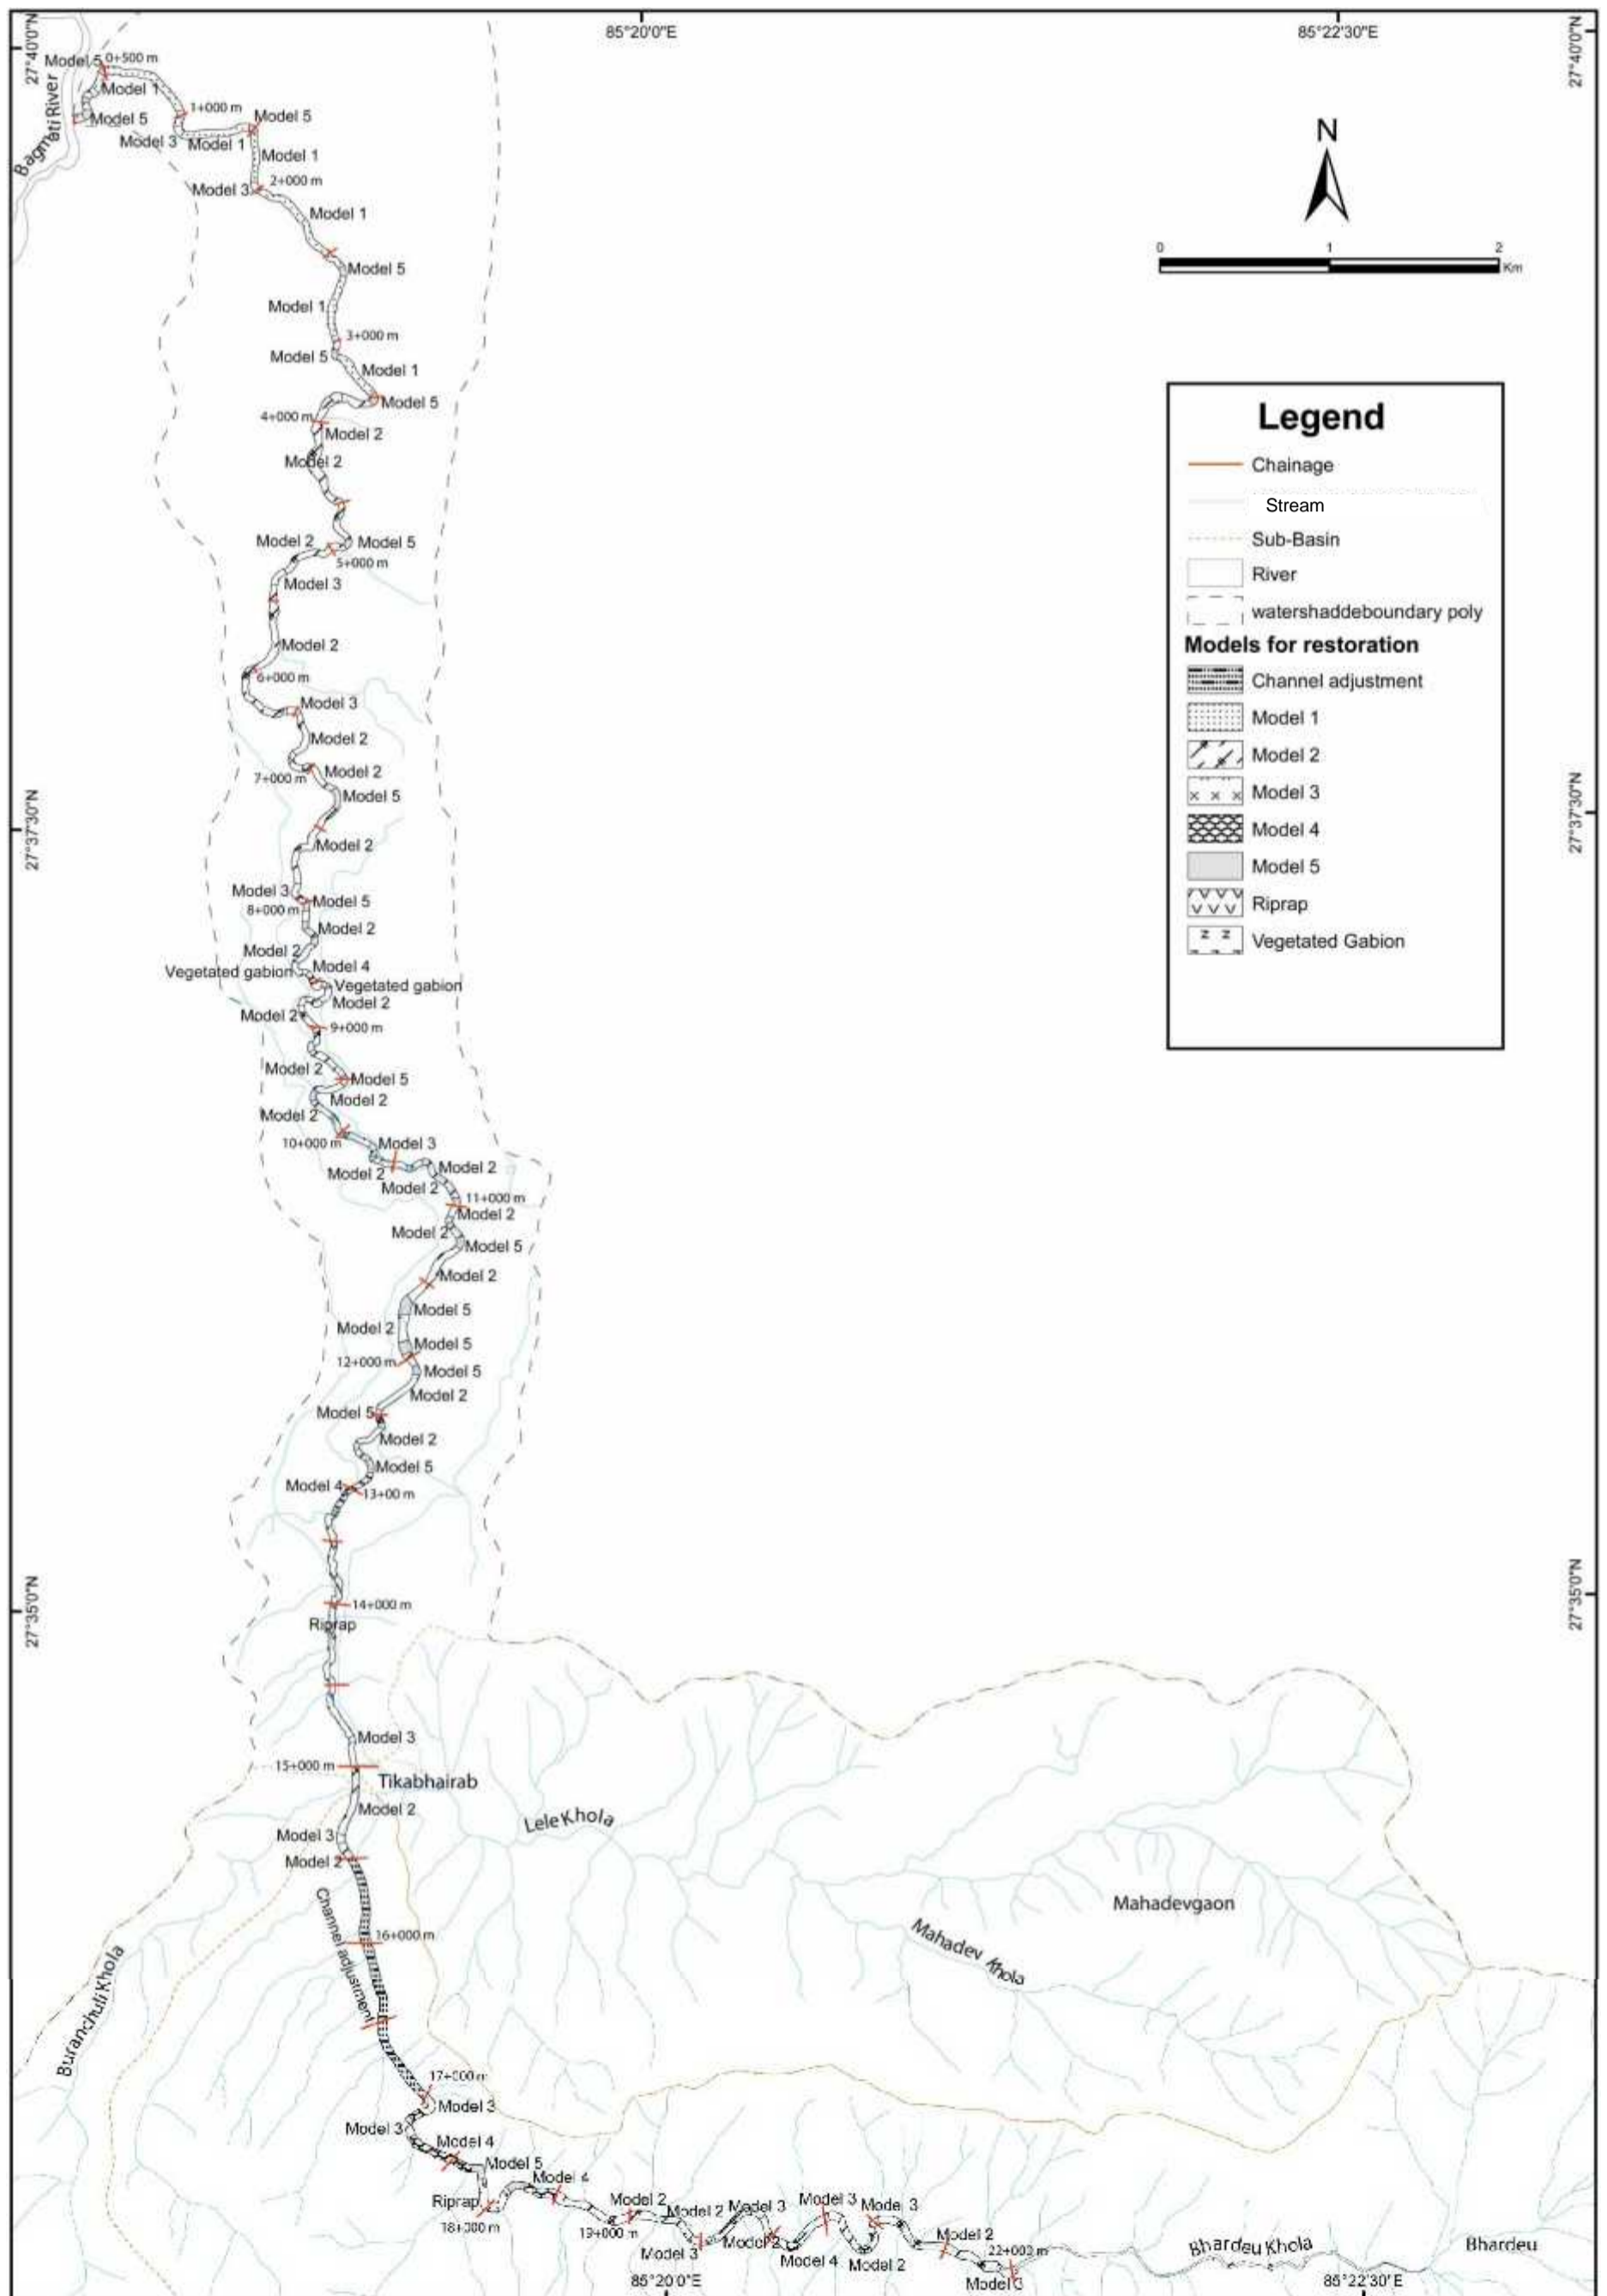 85°20'0"E
85°22'30"E
27°40'0"N
27°40'0"N
Model 5
0+500 m
Model 1
Bagmati River
Model 5
1+000 m
Model 5
Model 3
Model 1
Model 1
Model 3
2+000 m
Model 1
Model 5
Model 1
3+000 m
Model 5
Model 1
Model 5
4+000 m
Model 2
Model 2
Model 2
Model 5
5+000 m
Model 3
Model 2
6+000 m
Model 3
Model 2
Model 2
7+000 m
Model 5
Model 2
Model 3
Model 5
8+000 m
Model 2
Model 2
Model 4
Vegetated gabion
Vegetated gabion
Model 2
Model 2
9+000 m
Model 2
Model 5
Model 2
Model 2
10+000 m
Model 3
Model 2
Model 2
Model 2
11+000 m
Model 2
Model 2
Model 5
Model 2
Model 5
Model 2
Model 5
12+000 m
Model 5
Model 2
Model 5
Model 2
Model 5
Model 4
13+00 m
14+000 m
Riprap
Model 3
15+000 m
Tikabhairab
Model 2
Model 3
Model 2
Channel adjustment
16+000 m
17+000 m
Model 3
Model 3
Model 4
Model 5
Model 4
Riprap
18+000 m
Model 2
19+000 m
Model 2
Model 3
Model 3
Model 2
Model 3
Model 4
Model 3
Model 2
Model 2
22+000 m
Model 3
Lele Khola
Mahadevgaon
Mahadev Khola
Buranchuli Khola
Bhardeu Khola
Bhardeu
N
0
1
2
Km
Legend
Chainage
Stream
Sub-Basin
River
watershaddeboundary poly
Models for restoration
Channel adjustment
Model 1
Model 2
Model 3
Model 4
Model 5
Riprap
Vegetated Gabion
27°37'30"N
27°37'30"N
27°35'0"N
27°35'0"N
85°20'0"E
85°22'30"E